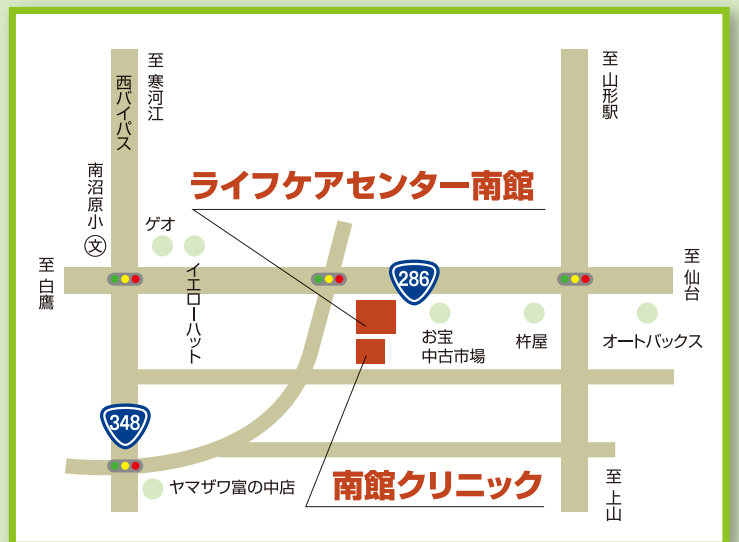 至 寒河江
西バイパス
至 山形駅
南沼原小
文
ライフケアセンター南館
ゲオ
至 白鷹
イエローハット
286
至 仙台
お宝
中古市場
杵屋
オートバックス
348
ヤマザワ富の中店
南館クリニック
至 上山